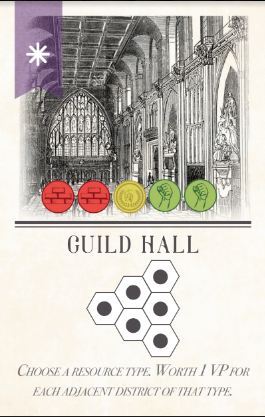 GUILD HALL
CHOOSE A RESOURCE TYPE. WORTH 1 VP FOR
EACH ADJACENT DISTRICT OF THAT TYPE.